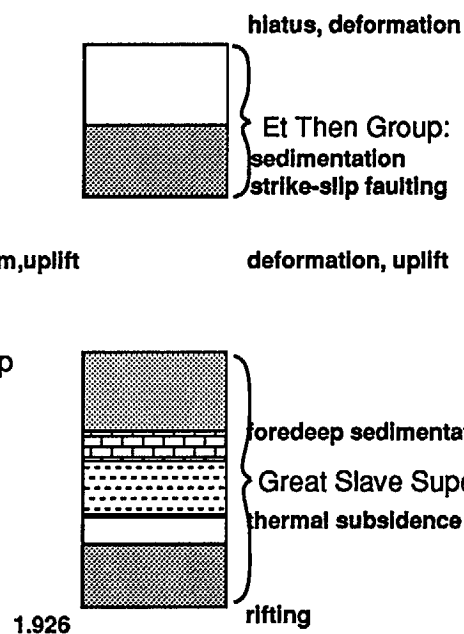 hiatus, deformation
Et Then Group:
sedimentation
strike-slip faulting
m,uplift
deformation, uplift
p
foredeep sedimenta
Great Slave Supe
thermal subsidence
rifting
1.926